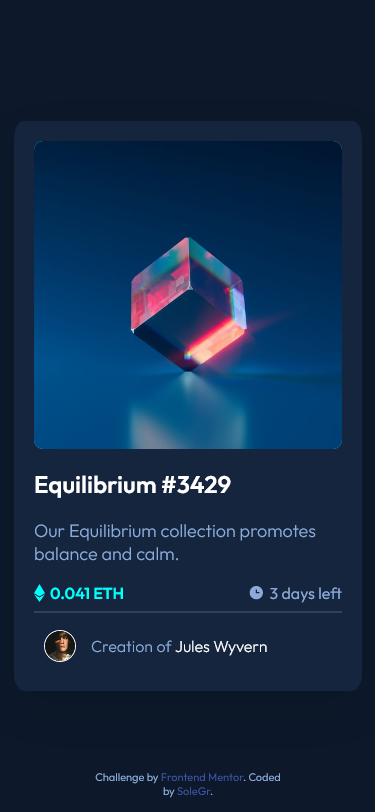 Equilibrium #3429
Our Equilibrium collection promotes
balance and calm.
0.041 ETH
3 days left
Creation of Jules Wyvern
Challenge by Frontend Mentor. Coded
by SoleGr.